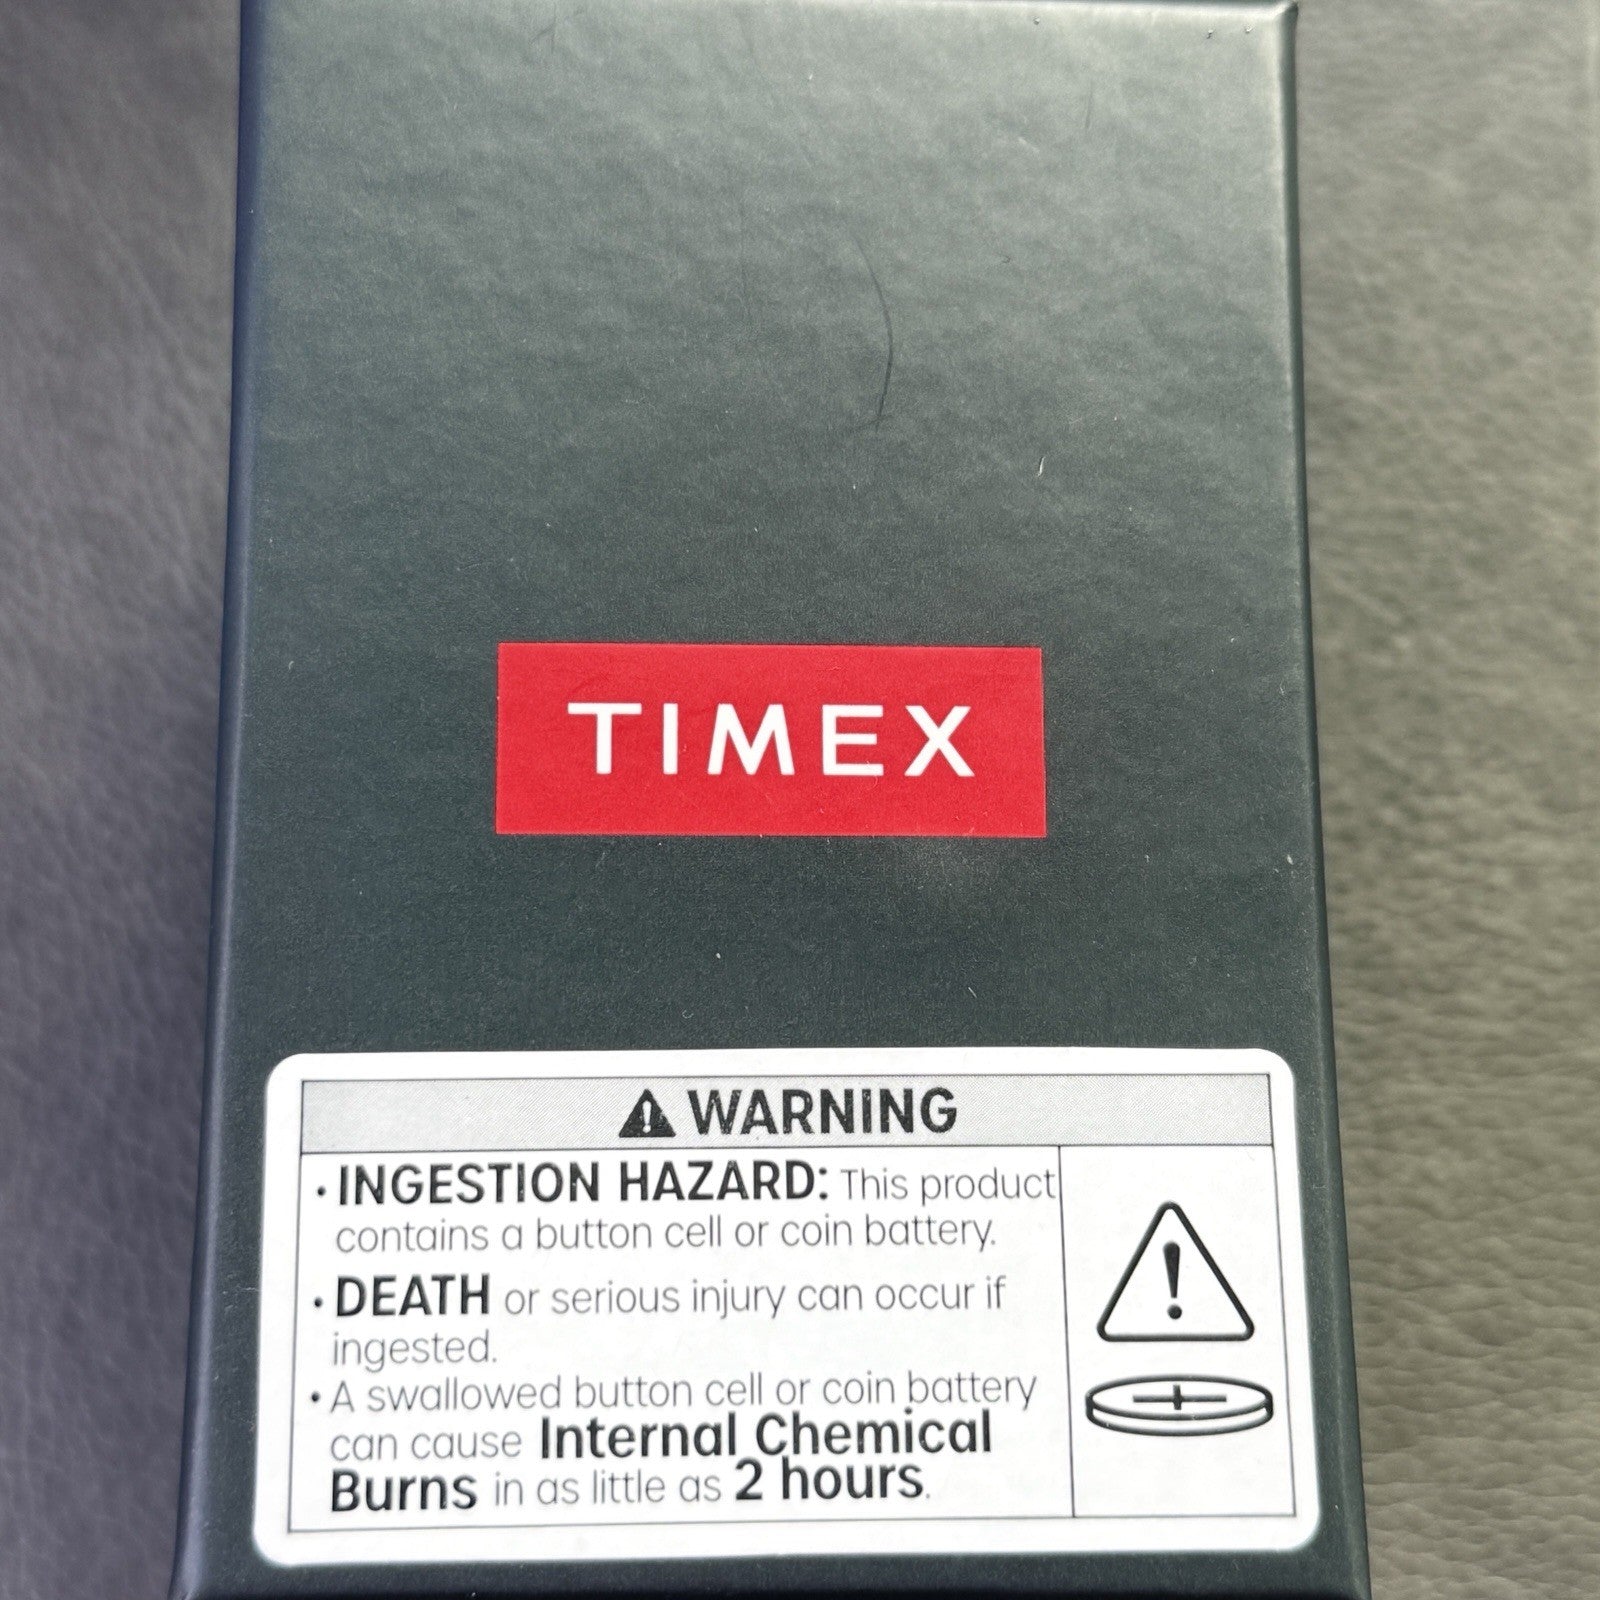 TIMEX
WARNING
• INGESTION HAZARD: This product
contains a button cell or coin battery.
• DEATH or serious injury can occur if
ingested.
• A swallowed button cell or coin battery
can cause Internal Chemical
Burns in as little as 2 hours.